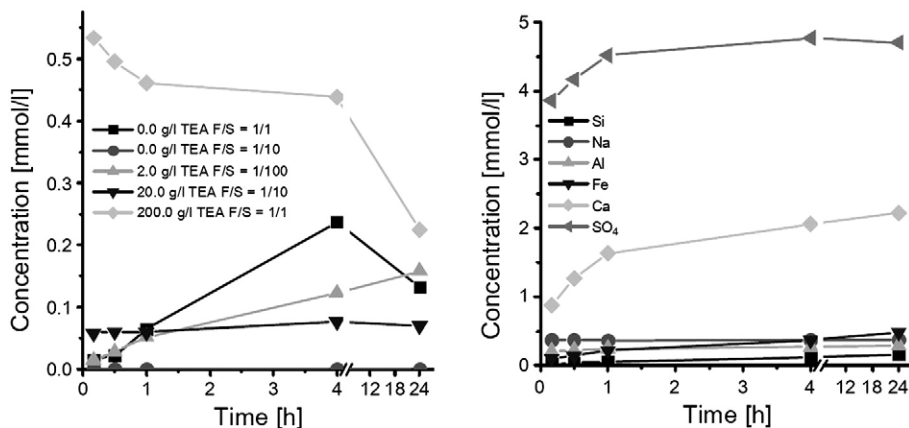 Concentration [mmol/l]
0.5
0.4
0.3
0.2
0.1
0.0
0.0 g/l TEA F/S = 1/1
0.0 g/l TEA F/S = 1/10
2.0 g/l TEA F/S = 1/100
20.0 g/l TEA F/S = 1/10
200.0 g/l TEA F/S = 1/1
0 1 2 3 4 12 18 24
Time [h]
Concentration [mmol/l]
5
4
3
2
1
0
Si
Na
Al
Fe
Ca
SO₄
0 1 2 3 4 12 18 24
Time [h]